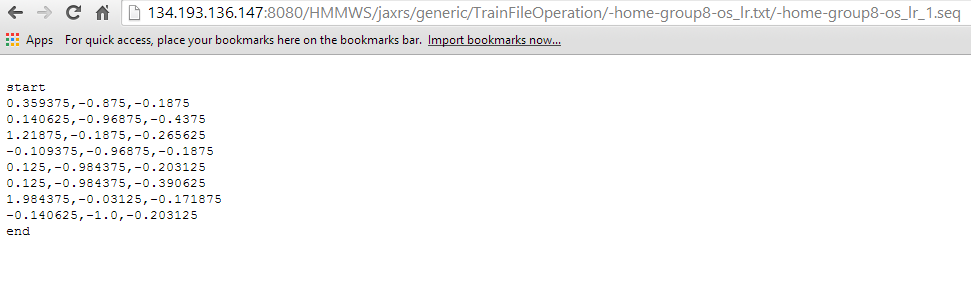 134.193.136.147:8080/HMMWS/jaxrs/generic/TrainFileOperation/-home-group8-os_lr.txt/-home-group8-os_lr_1.seq
Apps For quick access, place your bookmarks here on the bookmarks bar. Import bookmarks now...
start
0.359375,-0.875,-0.1875
0.140625,-0.96875,-0.4375
1.21875,-0.1875,-0.265625
-0.109375,-0.96875,-0.1875
0.125,-0.984375,-0.203125
0.125,-0.984375,-0.390625
1.984375,-0.03125,-0.171875
-0.140625,-1.0,-0.203125
end